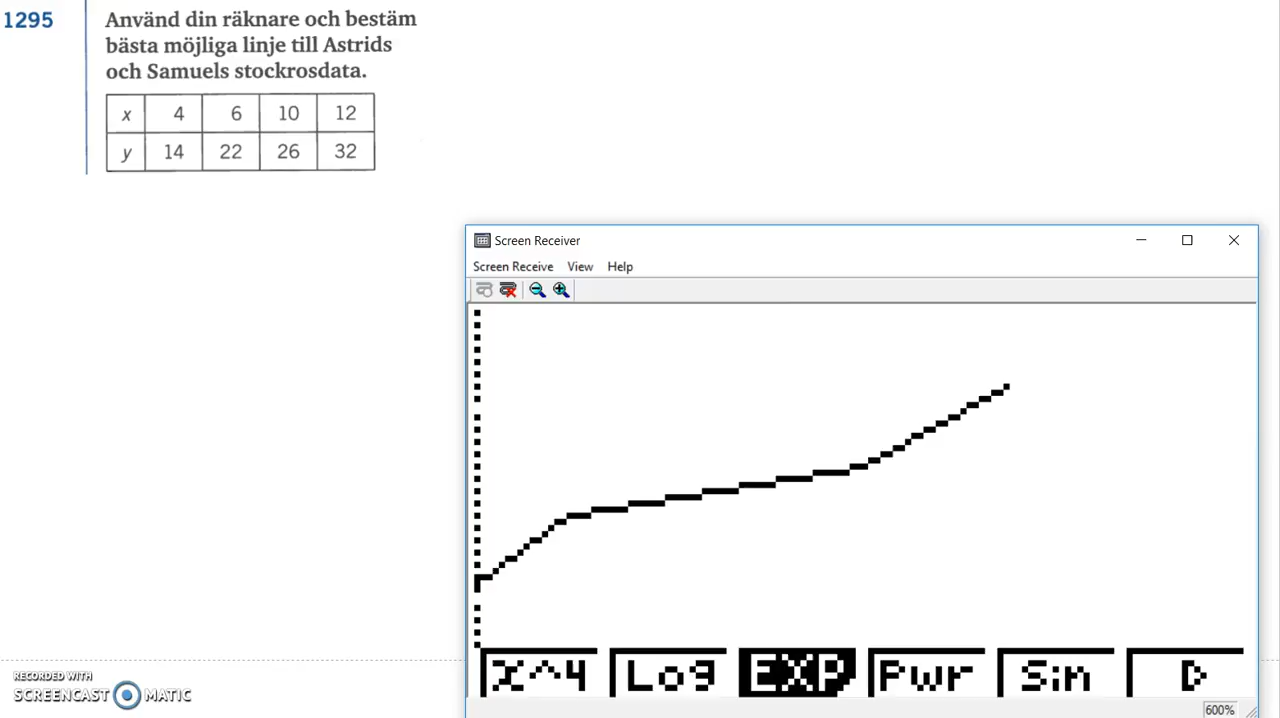 1295
Använd din räknare och bestäm
bästa möjliga linje till Astrids
och Samuels stockrosdata.
x 4 6 10 12
y 14 22 26 32
Screen Receiver
Screen Receive View Help
X^4 Log EXP Pwr Sin
600%
RECORDED WITH
SCREENCAST MATIC